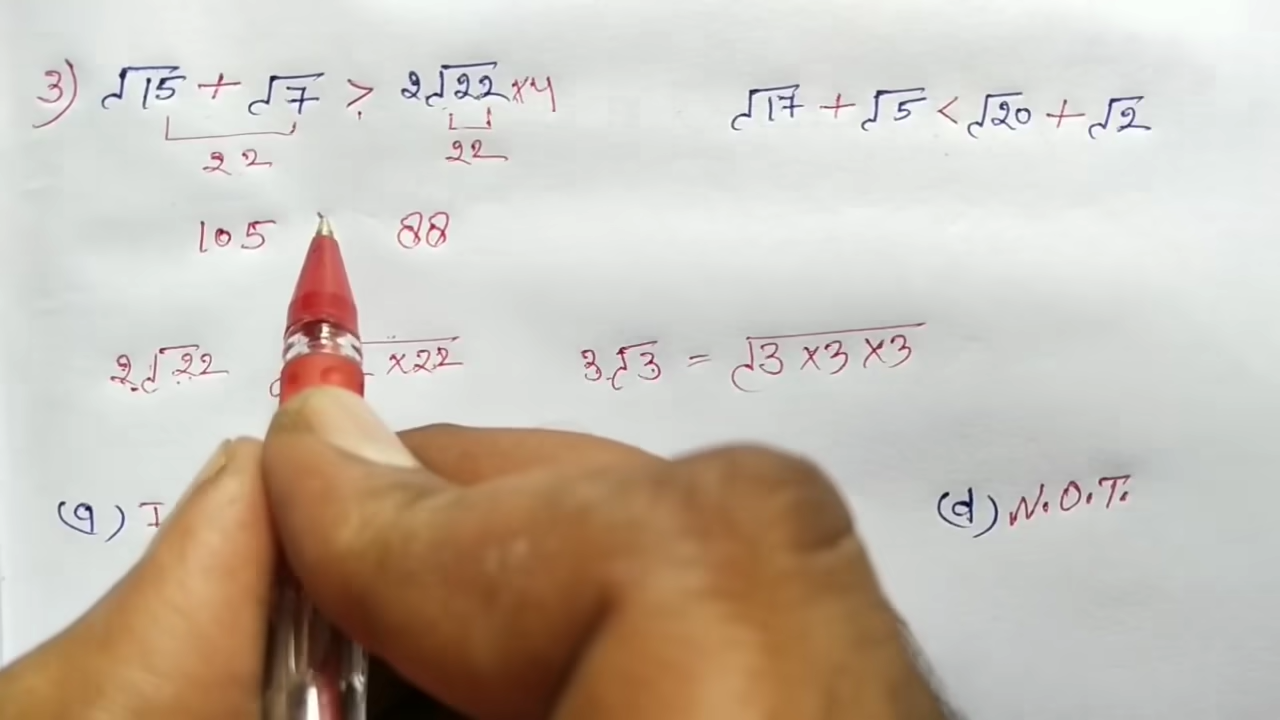 3) √15 + √7 > 2√22 ×4
22 22
√17 + √5 < √20 + √2
105 88
2√22 ×22 3√3 = √3×3×3
(a) I (d) N.O.T.